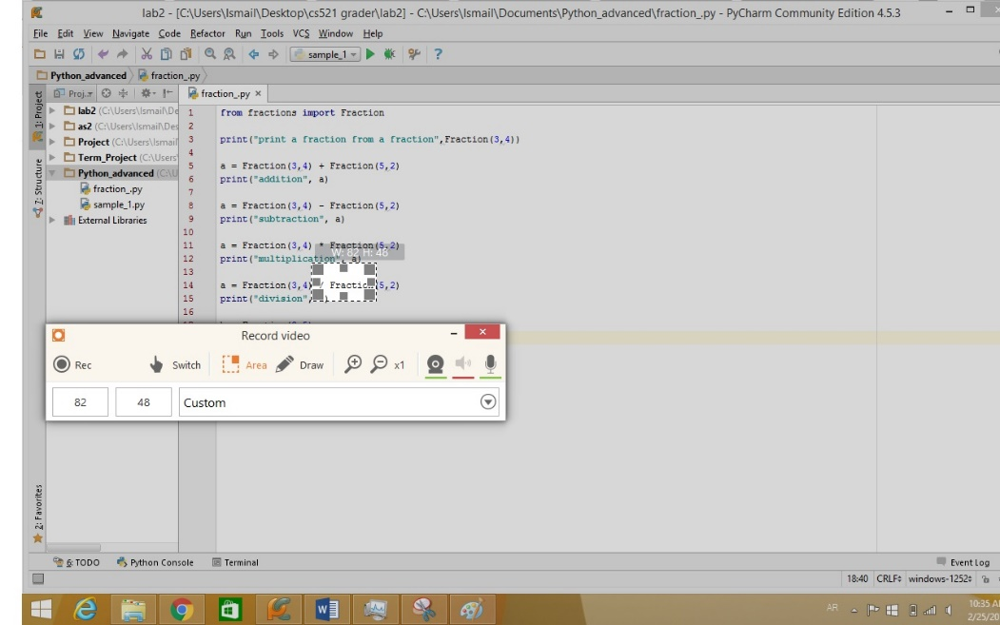 lab2 - [C:\Users\Ismail\Desktop\cs521 grader\lab2] - C:\Users\Ismail\Documents\Python_advanced\fraction_.py - PyCharm Community Edition 4.5.3
File Edit View Navigate Code Refactor Run Tools VCS Window Help
sample_1
Python_advanced fraction_.py
1: Project
Proj..
fraction_.py
lab2 (C:\Users\Ismail\De
as2 (C:\Users\Ismail\Des
Project (C:\Users\Ismail
Term_Project (C:\Users
Python_advanced (C:\U
fraction_.py
sample_1.py
External Libraries
Z: Structure
2: Favorites
1 from fractions import Fraction
2
3 print("print a fraction from a fraction",Fraction(3,4))
4
5 a = Fraction(3,4) + Fraction(5,2)
6 print("addition", a)
7
8 a = Fraction(3,4) - Fraction(5,2)
9 print("subtraction", a)
10
11 a = Fraction(3,4) * Fraction(5,2)
W: 82 H: 48
12 print("multiplication", a)
13
14 a = Fraction(3,4) / Fraction(5,2)
15 print("division",
16
Record video
Rec Switch Area Draw x1
82 48 Custom
6: TODO Python Console Terminal Event Log
18:40 CRLF windows-1252
AR 10:35 A
2/25/20